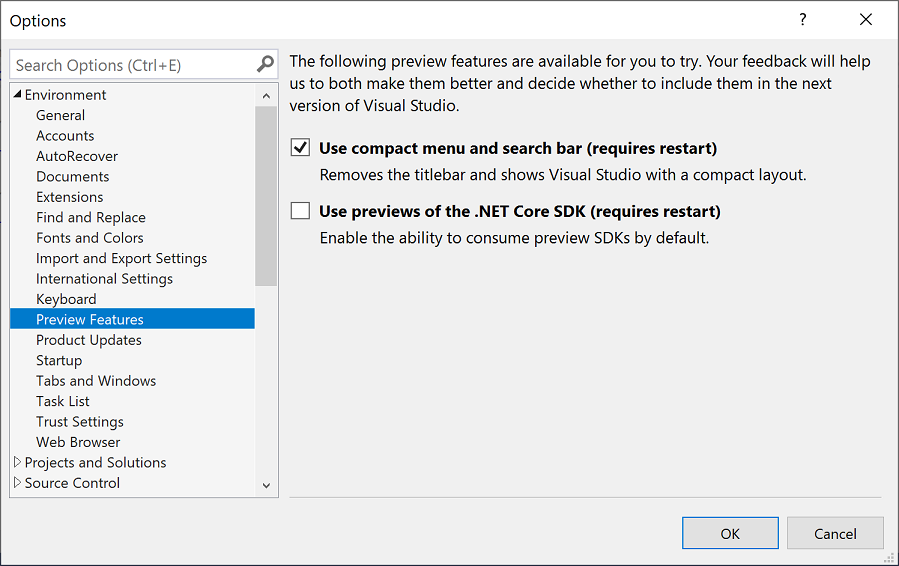 Options
Search Options (Ctrl+E)
Environment
General
Accounts
AutoRecover
Documents
Extensions
Find and Replace
Fonts and Colors
Import and Export Settings
International Settings
Keyboard
Preview Features
Product Updates
Startup
Tabs and Windows
Task List
Trust Settings
Web Browser
Projects and Solutions
Source Control
The following preview features are available for you to try. Your feedback will help
us to both make them better and decide whether to include them in the next
version of Visual Studio.
Use compact menu and search bar (requires restart)
Removes the titlebar and shows Visual Studio with a compact layout.
Use previews of the .NET Core SDK (requires restart)
Enable the ability to consume preview SDKs by default.
OK
Cancel